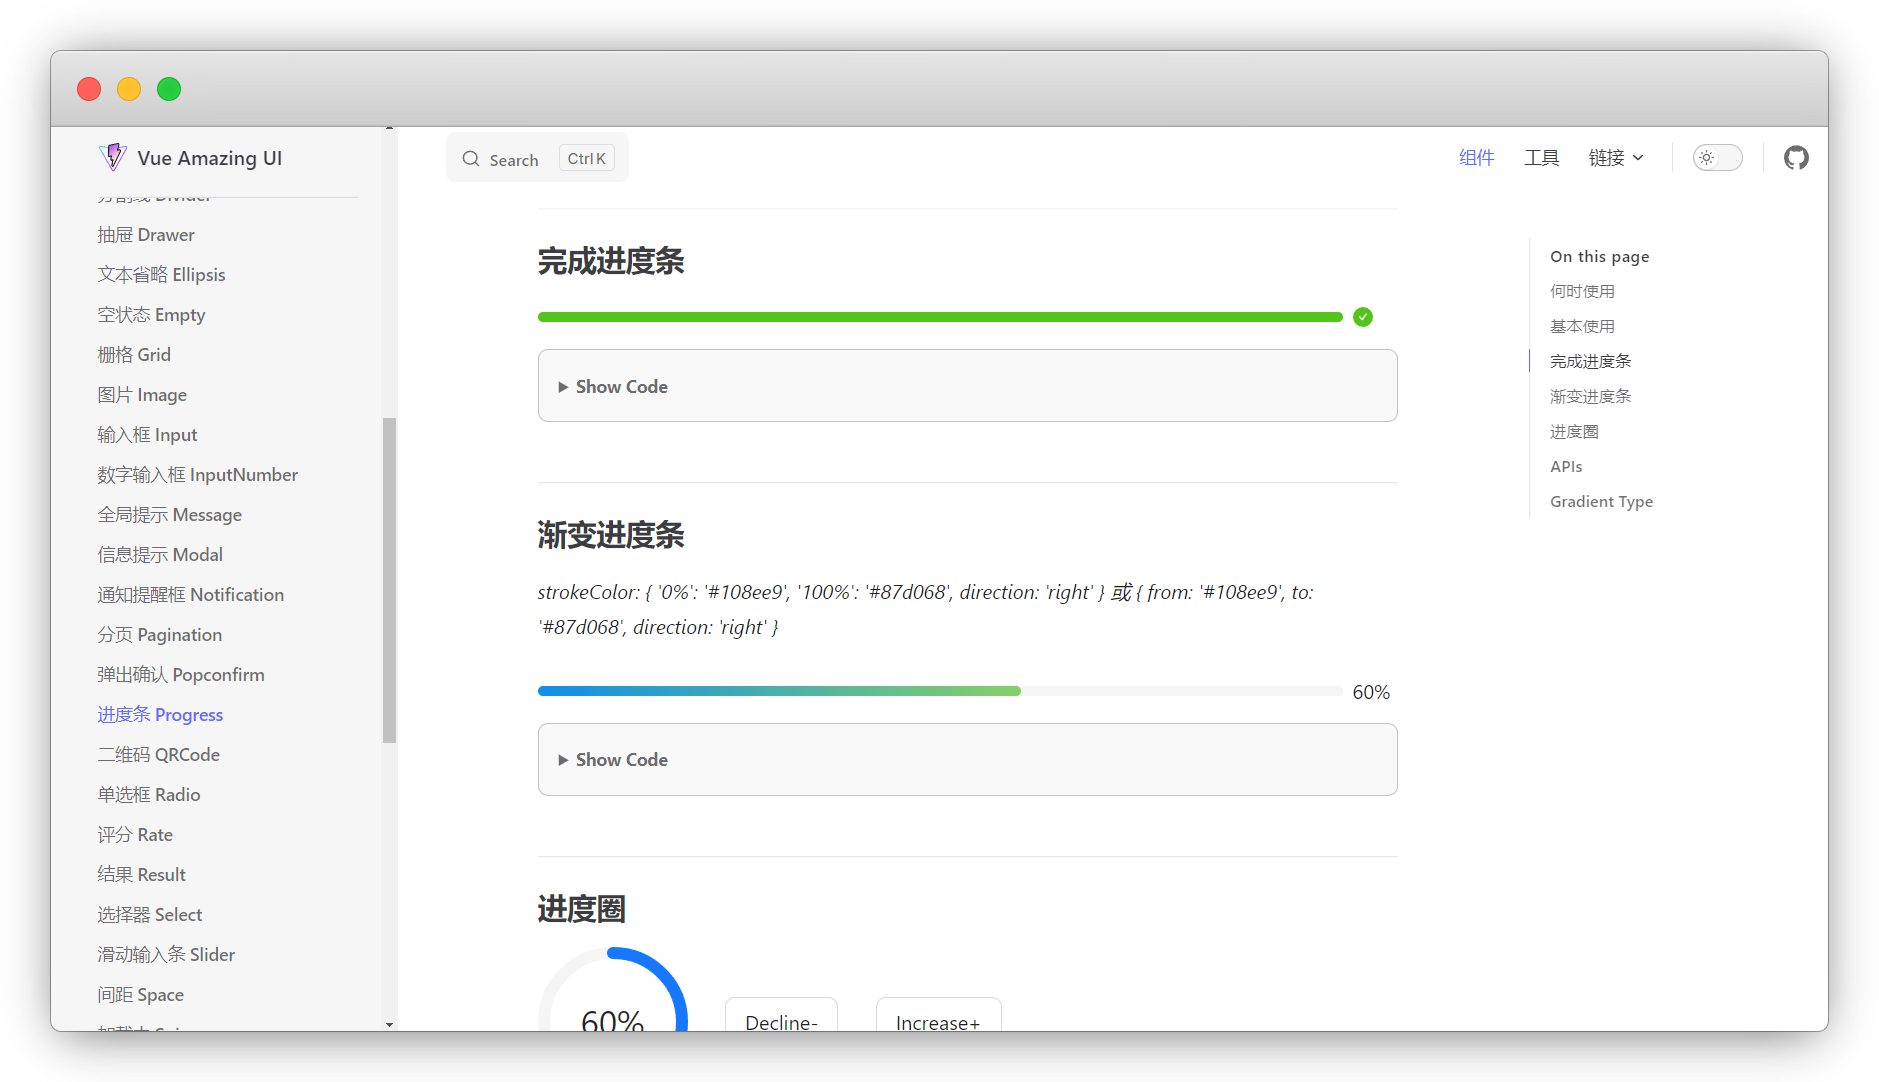 Vue Amazing UI
Search
Ctrl K
组件
工具
链接
分割线 Divider
抽屉 Drawer
文本省略 Ellipsis
空状态 Empty
栅格 Grid
图片 Image
输入框 Input
数字输入框 InputNumber
全局提示 Message
信息提示 Modal
通知提醒框 Notification
分页 Pagination
弹出确认 Popconfirm
进度条 Progress
二维码 QRCode
单选框 Radio
评分 Rate
结果 Result
选择器 Select
滑动输入条 Slider
间距 Space
完成进度条
Show Code
渐变进度条
strokeColor: { '0%': '#108ee9', '100%': '#87d068', direction: 'right' } 或 { from: '#108ee9', to:
'#87d068', direction: 'right' }
60%
Show Code
进度圈
60%
Decline-
Increase+
On this page
何时使用
基本使用
完成进度条
渐变进度条
进度圈
APIs
Gradient Type